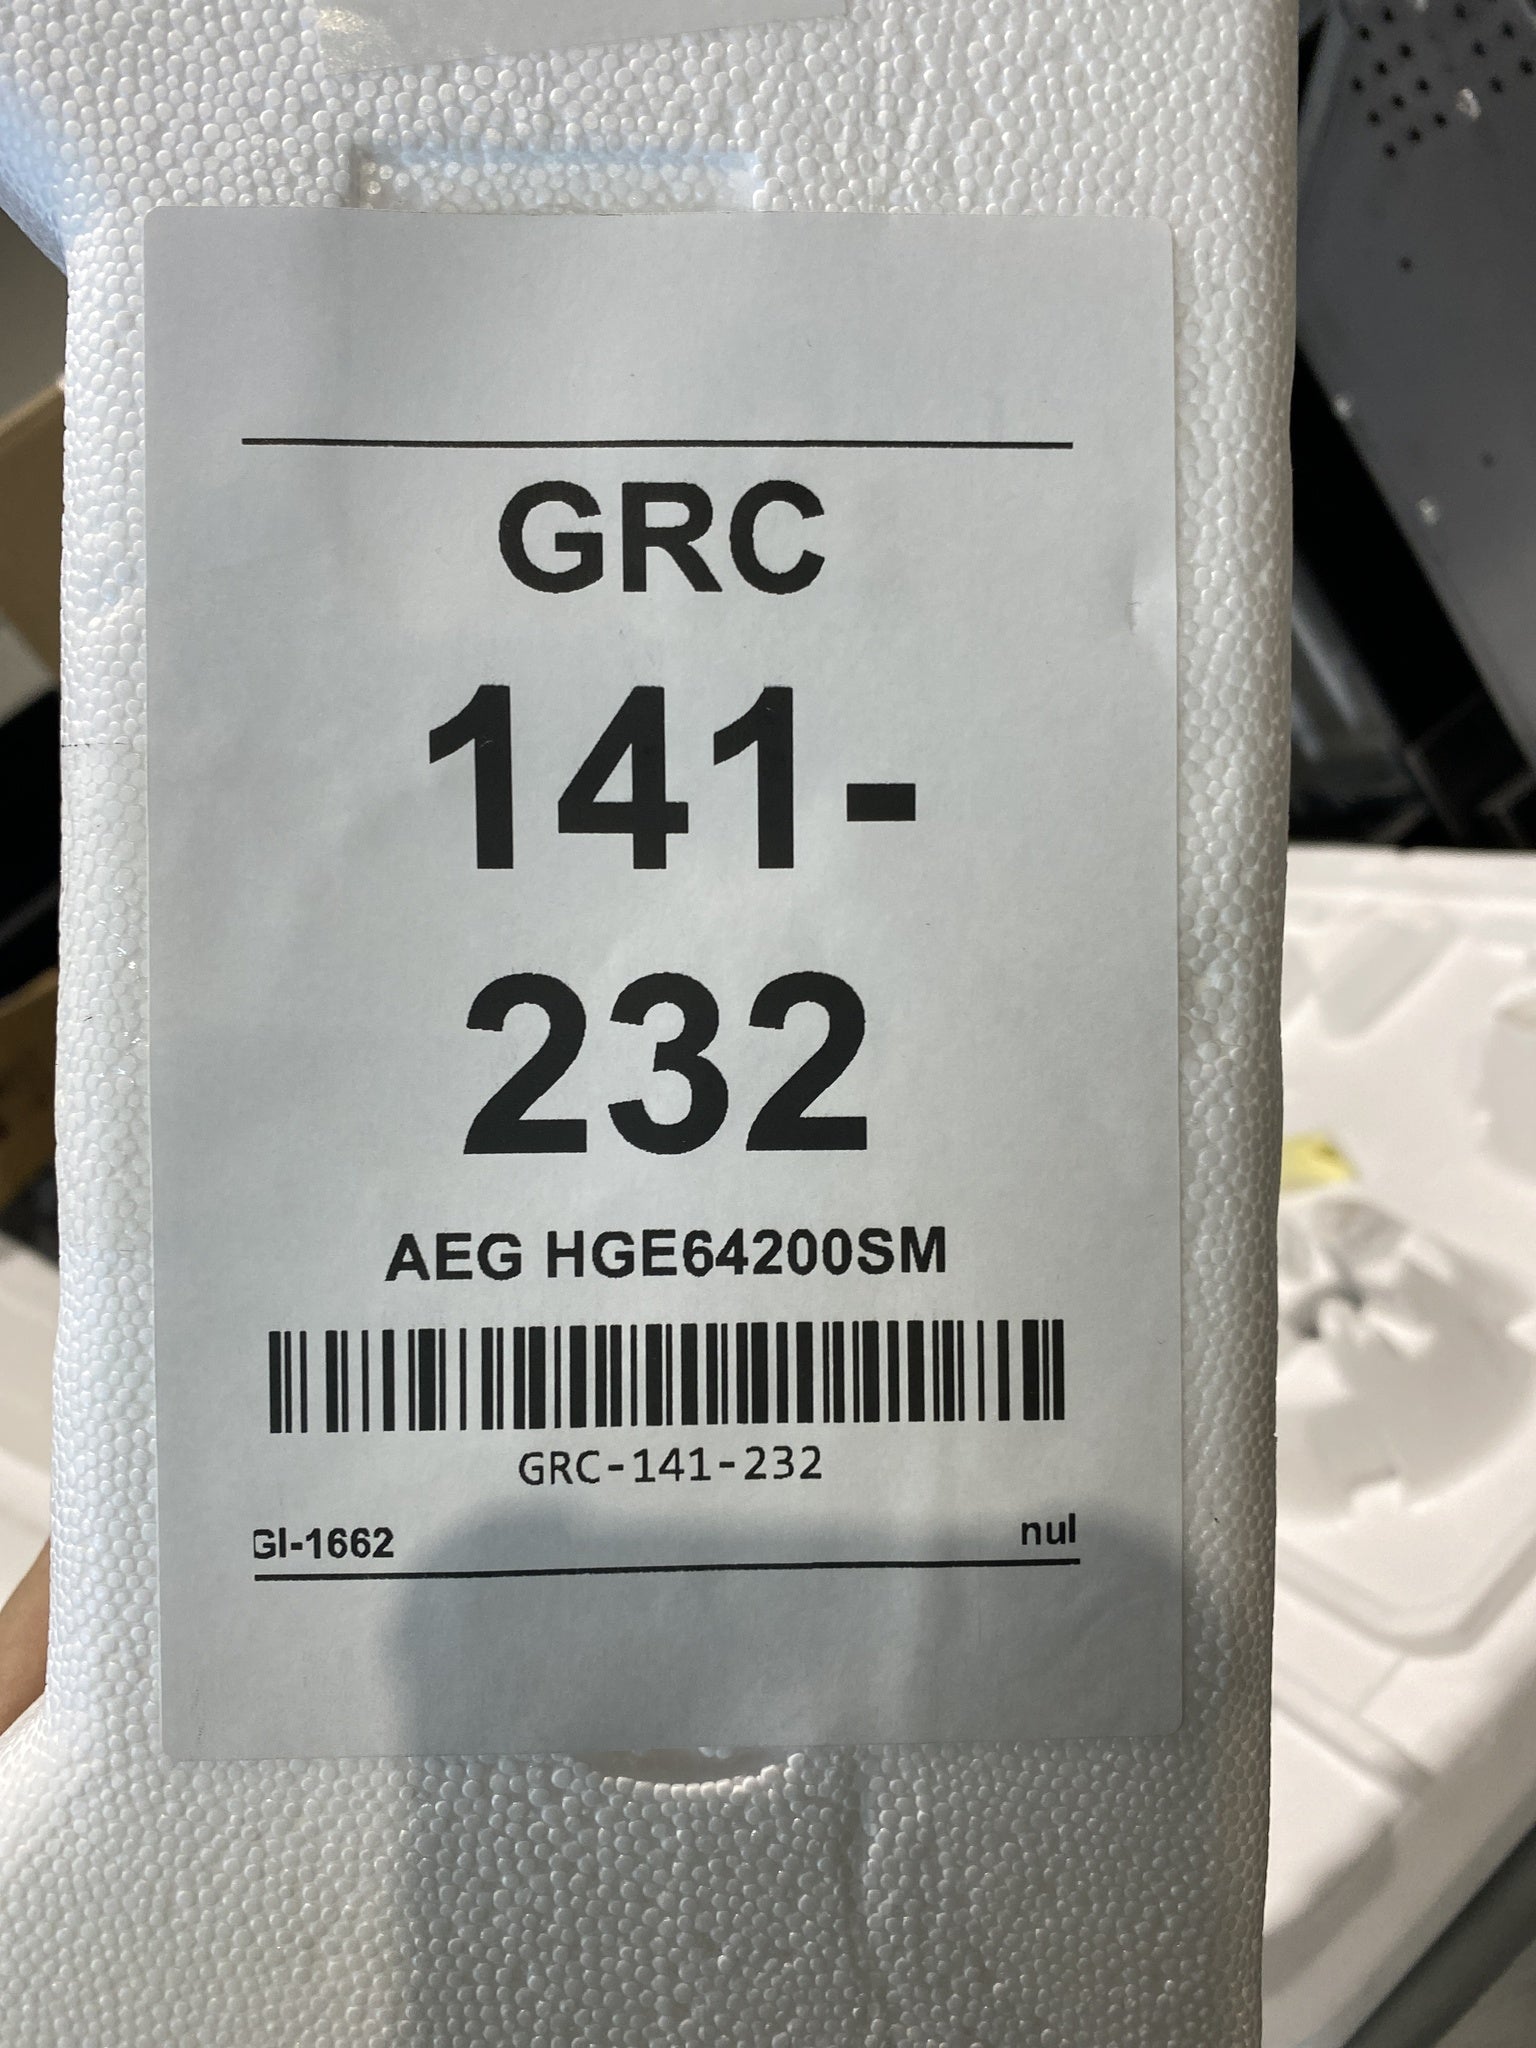 GRC
141-
232
AEG HGE64200SM
GRC-141-232
GI-1662 nul